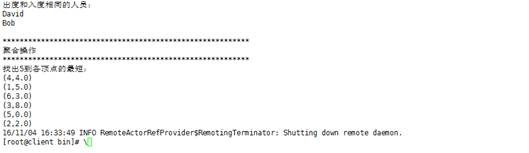 出度和入度相同的人员：
David
Bob

**********************************************************
聚合操作
**********************************************************
找出5到各顶点的最短：
(4,4.0)
(1,5.0)
(6,3.0)
(3,8.0)
(5,0.0)
(2,2.0)
16/11/04 16:33:49 INFO RemoteActorRefProvider$RemotingTerminator: Shutting down remote daemon.
[root@client bin]# \